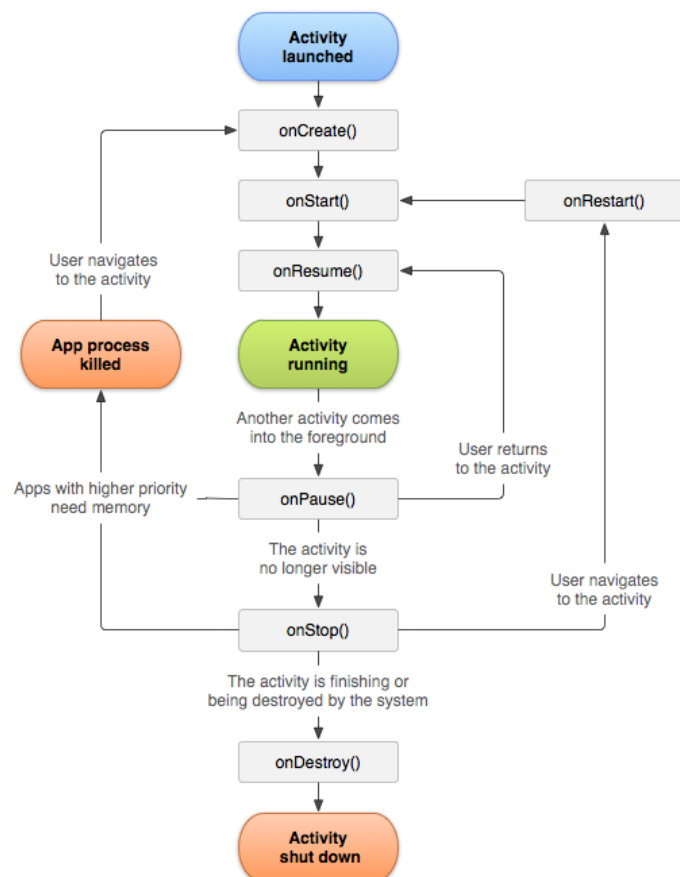 Activity
launched
onCreate()
onStart()
onRestart()
User navigates
to the activity
onResume()
App process
killed
Activity
running
Another activity comes
into the foreground
User returns
to the activity
Apps with higher priority
need memory
onPause()
The activity is
no longer visible
User navigates
to the activity
onStop()
The activity is finishing or
being destroyed by the system
onDestroy()
Activity
shut down